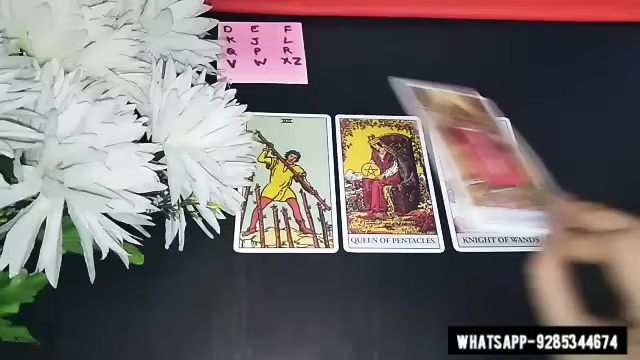 D E F
K J L
Q P R
V W XZ
VII
QUEEN OF PENTACLES.
KNIGHT OF WANDS
WHATSAPP-9285344674